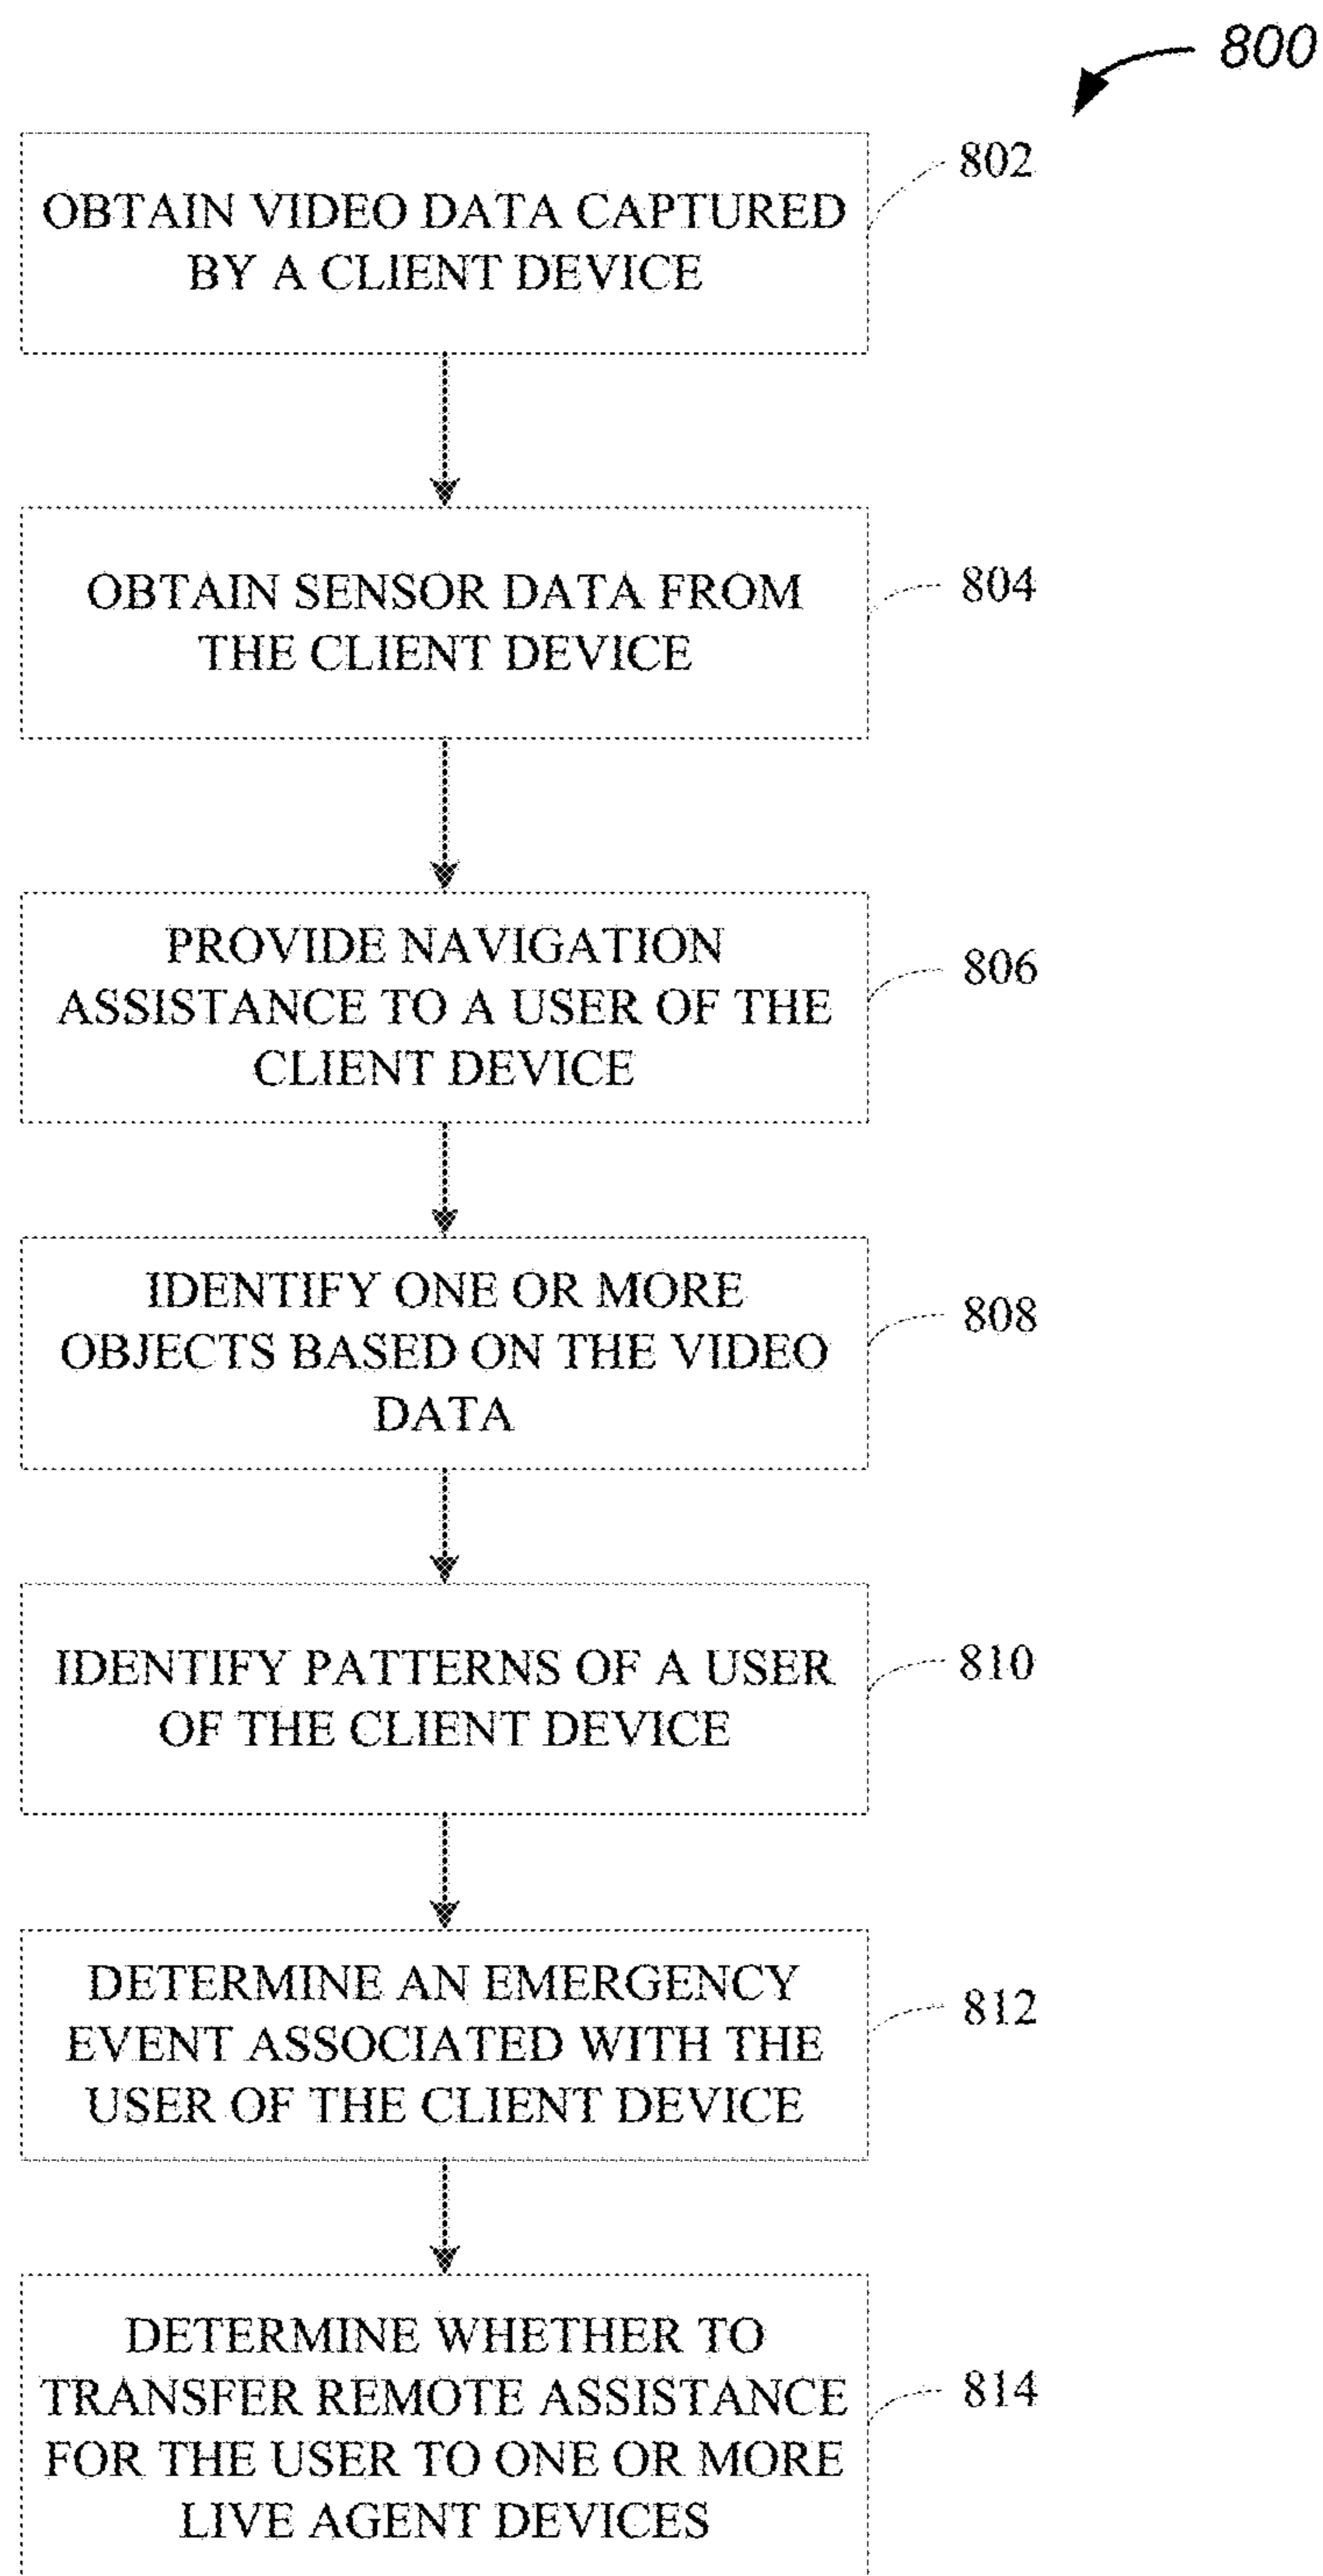 800
OBTAIN VIDEO DATA CAPTURED
BY A CLIENT DEVICE
802
OBTAIN SENSOR DATA FROM
THE CLIENT DEVICE
804
PROVIDE NAVIGATION
ASSISTANCE TO A USER OF THE
CLIENT DEVICE
806
IDENTIFY ONE OR MORE
OBJECTS BASED ON THE VIDEO
DATA
808
IDENTIFY PATTERNS OF A USER
OF THE CLIENT DEVICE
810
DETERMINE AN EMERGENCY
EVENT ASSOCIATED WITH THE
USER OF THE CLIENT DEVICE
812
DETERMINE WHETHER TO
TRANSFER REMOTE ASSISTANCE
FOR THE USER TO ONE OR MORE
LIVE AGENT DEVICES
814